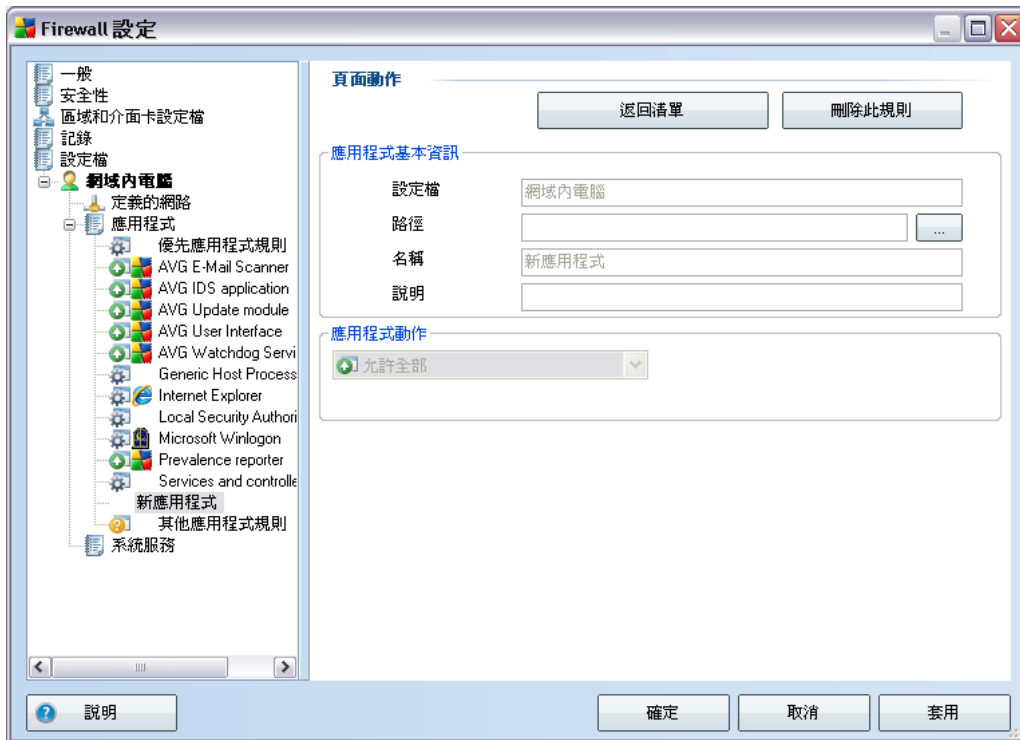 Firewall 設定
一般
安全性
區域和介面卡設定檔
記錄
設定檔
網域內電腦
定義的網路
應用程式
優先應用程式規則
AVG E-Mail Scanner
AVG IDS application
AVG Update module
AVG User Interface
AVG Watchdog Servi
Generic Host Process
Internet Explorer
Local Security Authori
Microsoft Winlogon
Prevalence reporter
Services and controlle
新應用程式
其他應用程式規則
系統服務
頁面動作
返回清單
刪除此規則
應用程式基本資訊
設定檔
網域內電腦
路徑
...
名稱
新應用程式
說明
應用程式動作
允許全部
說明
確定
取消
套用